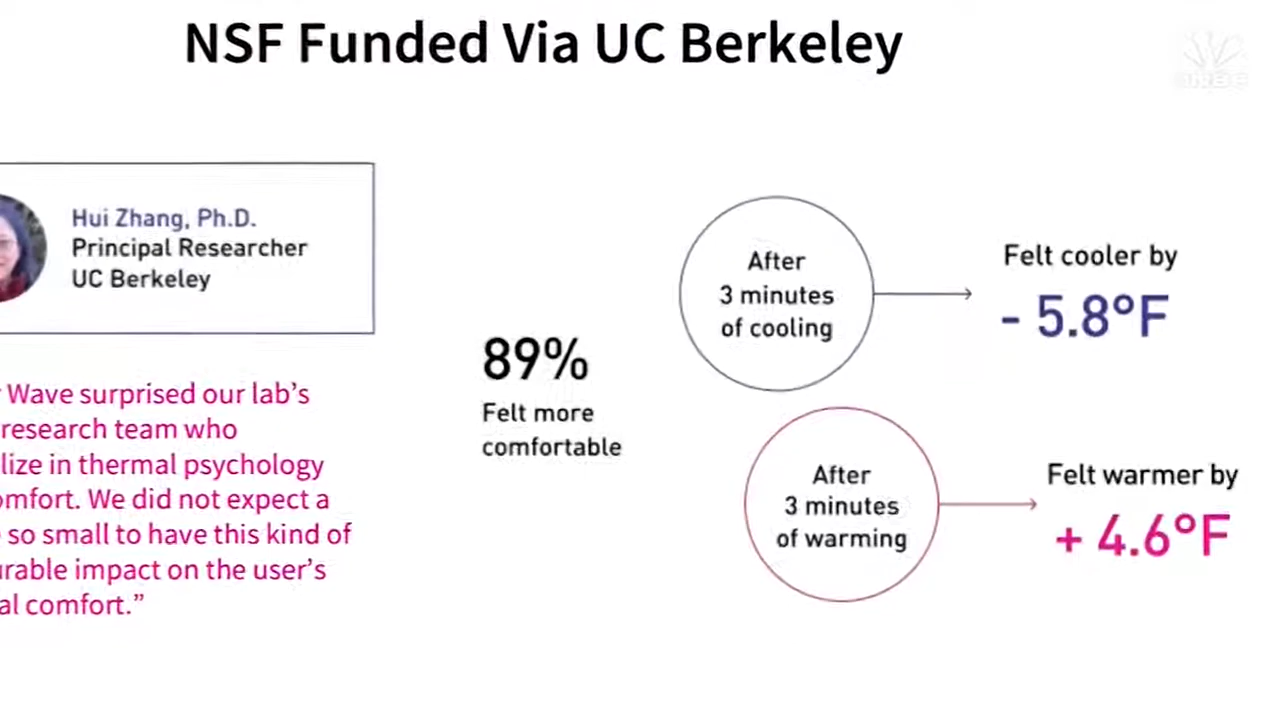 NSF Funded Via UC Berkeley
Hui Zhang, Ph.D.
Principal Researcher
UC Berkeley
Wave surprised our lab's
research team who
lize in thermal psychology
omfort. We did not expect a
so small to have this kind of
urable impact on the user's
al comfort."
89%
Felt more
comfortable
After
3 minutes
of cooling
Felt cooler by
- 5.8°F
After
3 minutes
of warming
Felt warmer by
+ 4.6°F